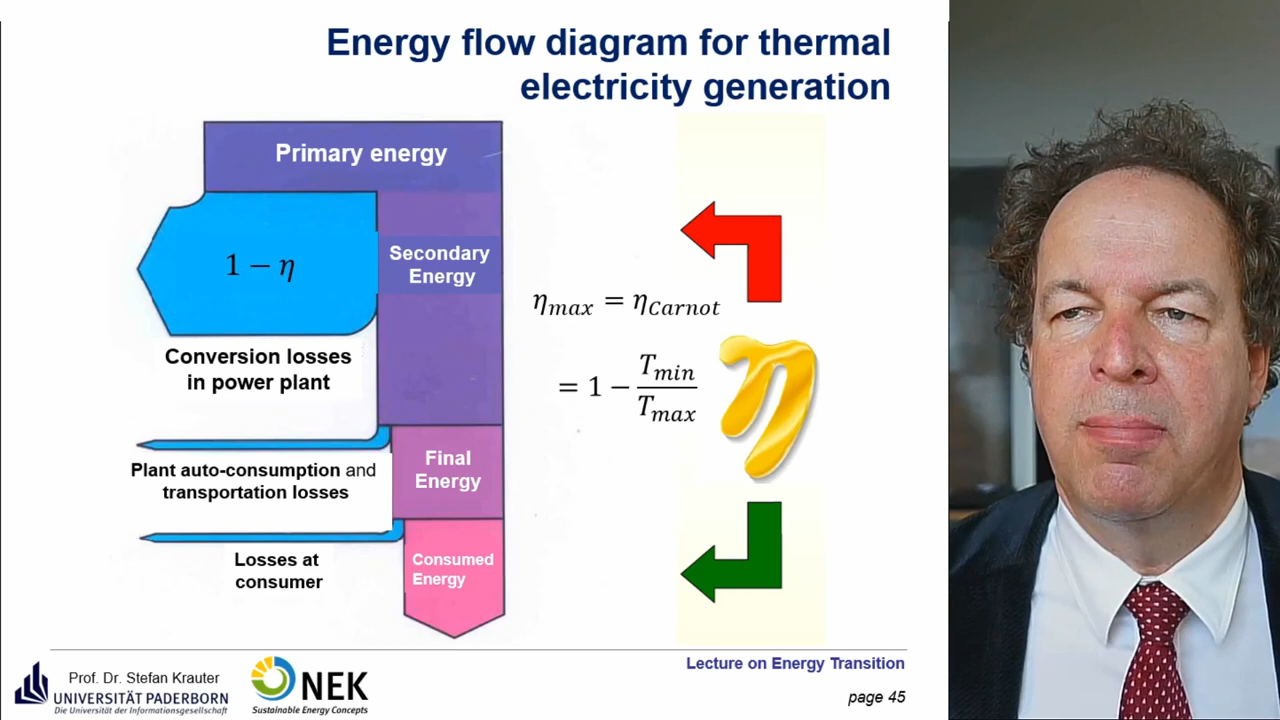 Energy flow diagram for thermal
electricity generation
Primary energy
1 − η
Secondary
Energy
Conversion losses
in power plant
η_max = η_Carnot
= 1 − T_min / T_max
η
Final
Energy
Plant auto-consumption and
transportation losses
Consumed
Energy
Losses at
consumer
Lecture on Energy Transition
page 45
Prof. Dr. Stefan Krauter
UNIVERSITÄT PADERBORN
Die Universität der Informationsgesellschaft
NEK
Sustainable Energy Concepts